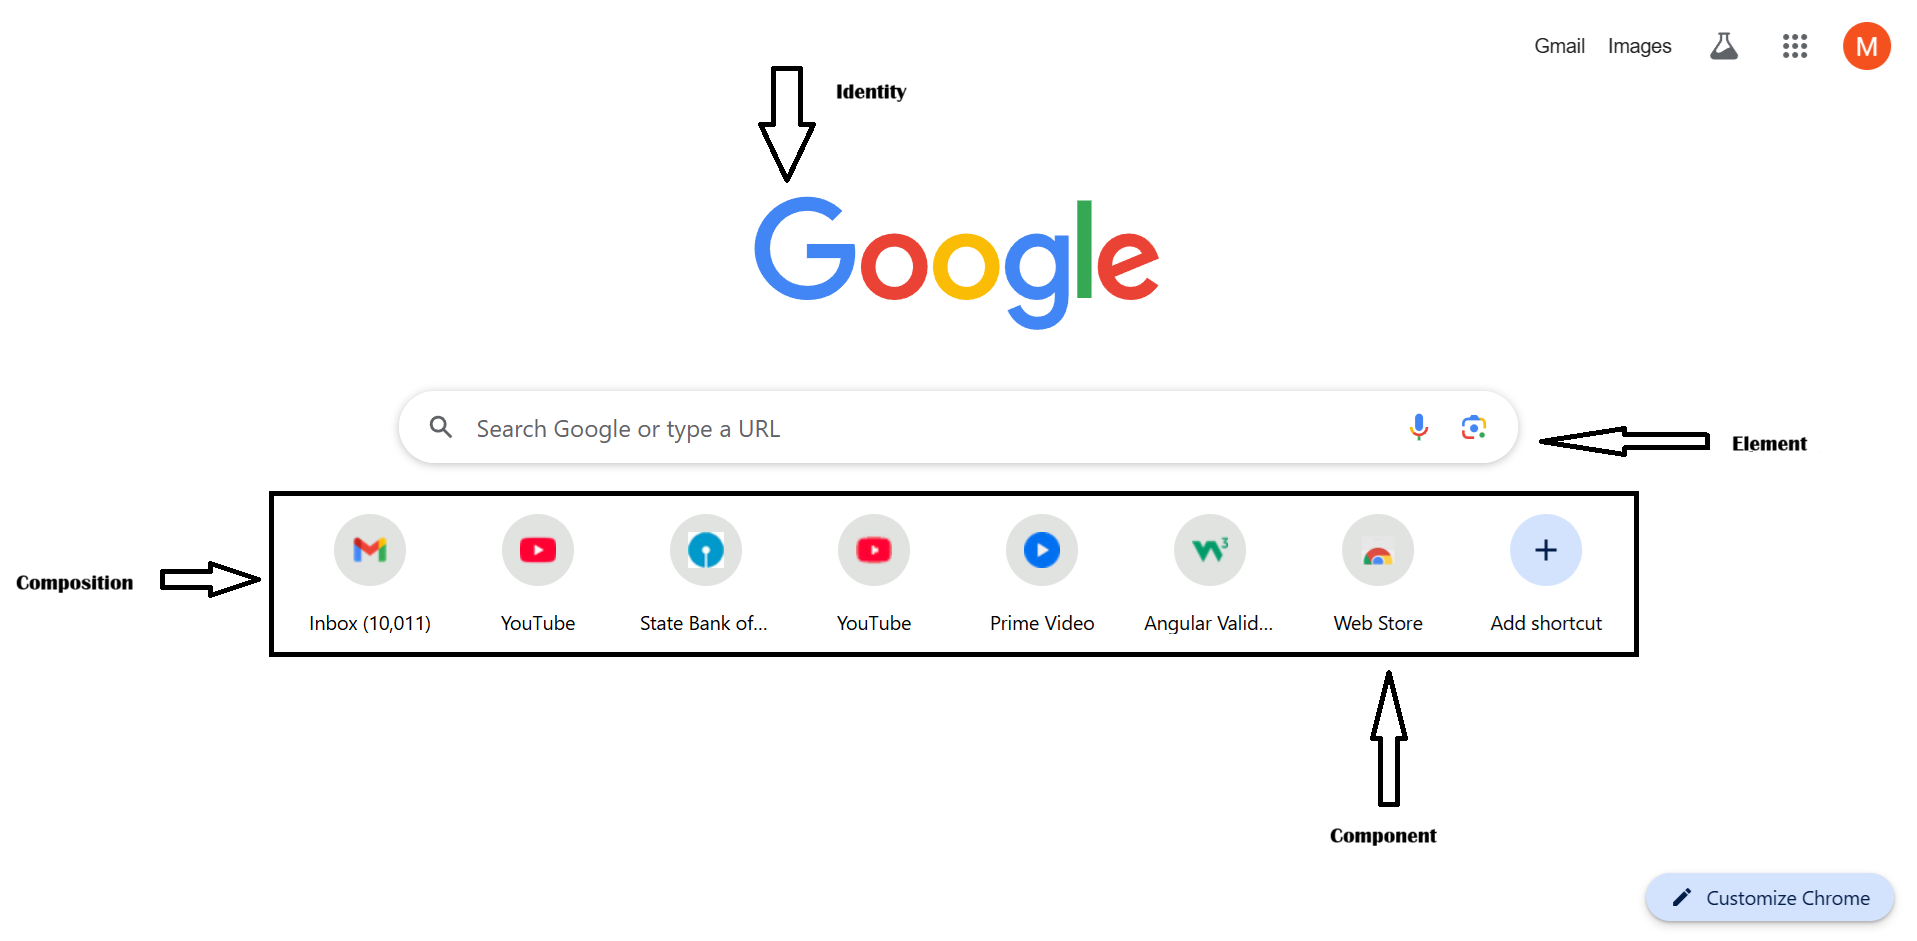 Gmail Images M
Identity
Google
Search Google or type a URL
Element
Composition
Inbox (10,011) YouTube State Bank of... YouTube Prime Video Angular Valid... Web Store Add shortcut
Component
Customize Chrome